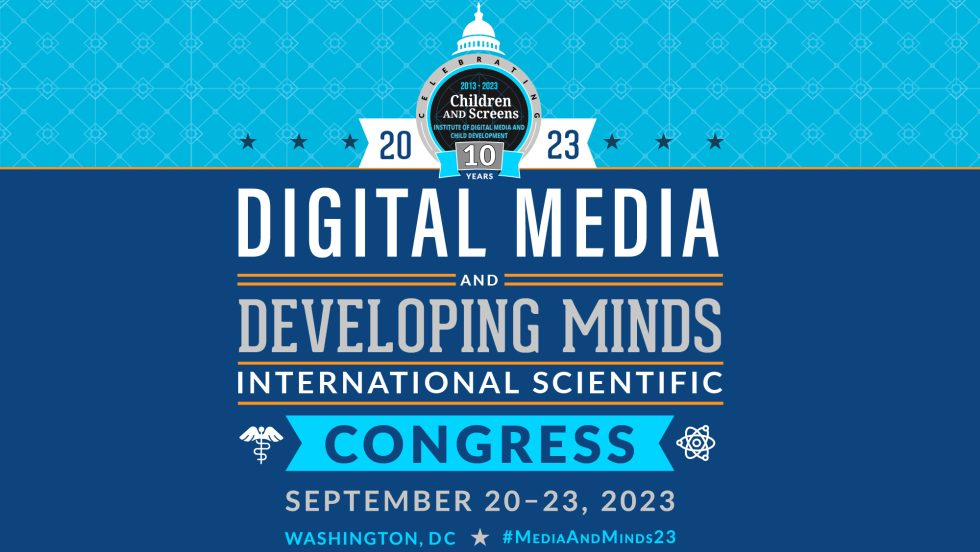 CELEBRATING
2013 - 2023
Children
AND Screens
INSTITUTE OF DIGITAL MEDIA AND
CHILD DEVELOPMENT
20 23
10
YEARS
DIGITAL MEDIA
AND
DEVELOPING MINDS
INTERNATIONAL SCIENTIFIC
CONGRESS
SEPTEMBER 20–23, 2023
WASHINGTON, DC #MEDIAANDMINDS23